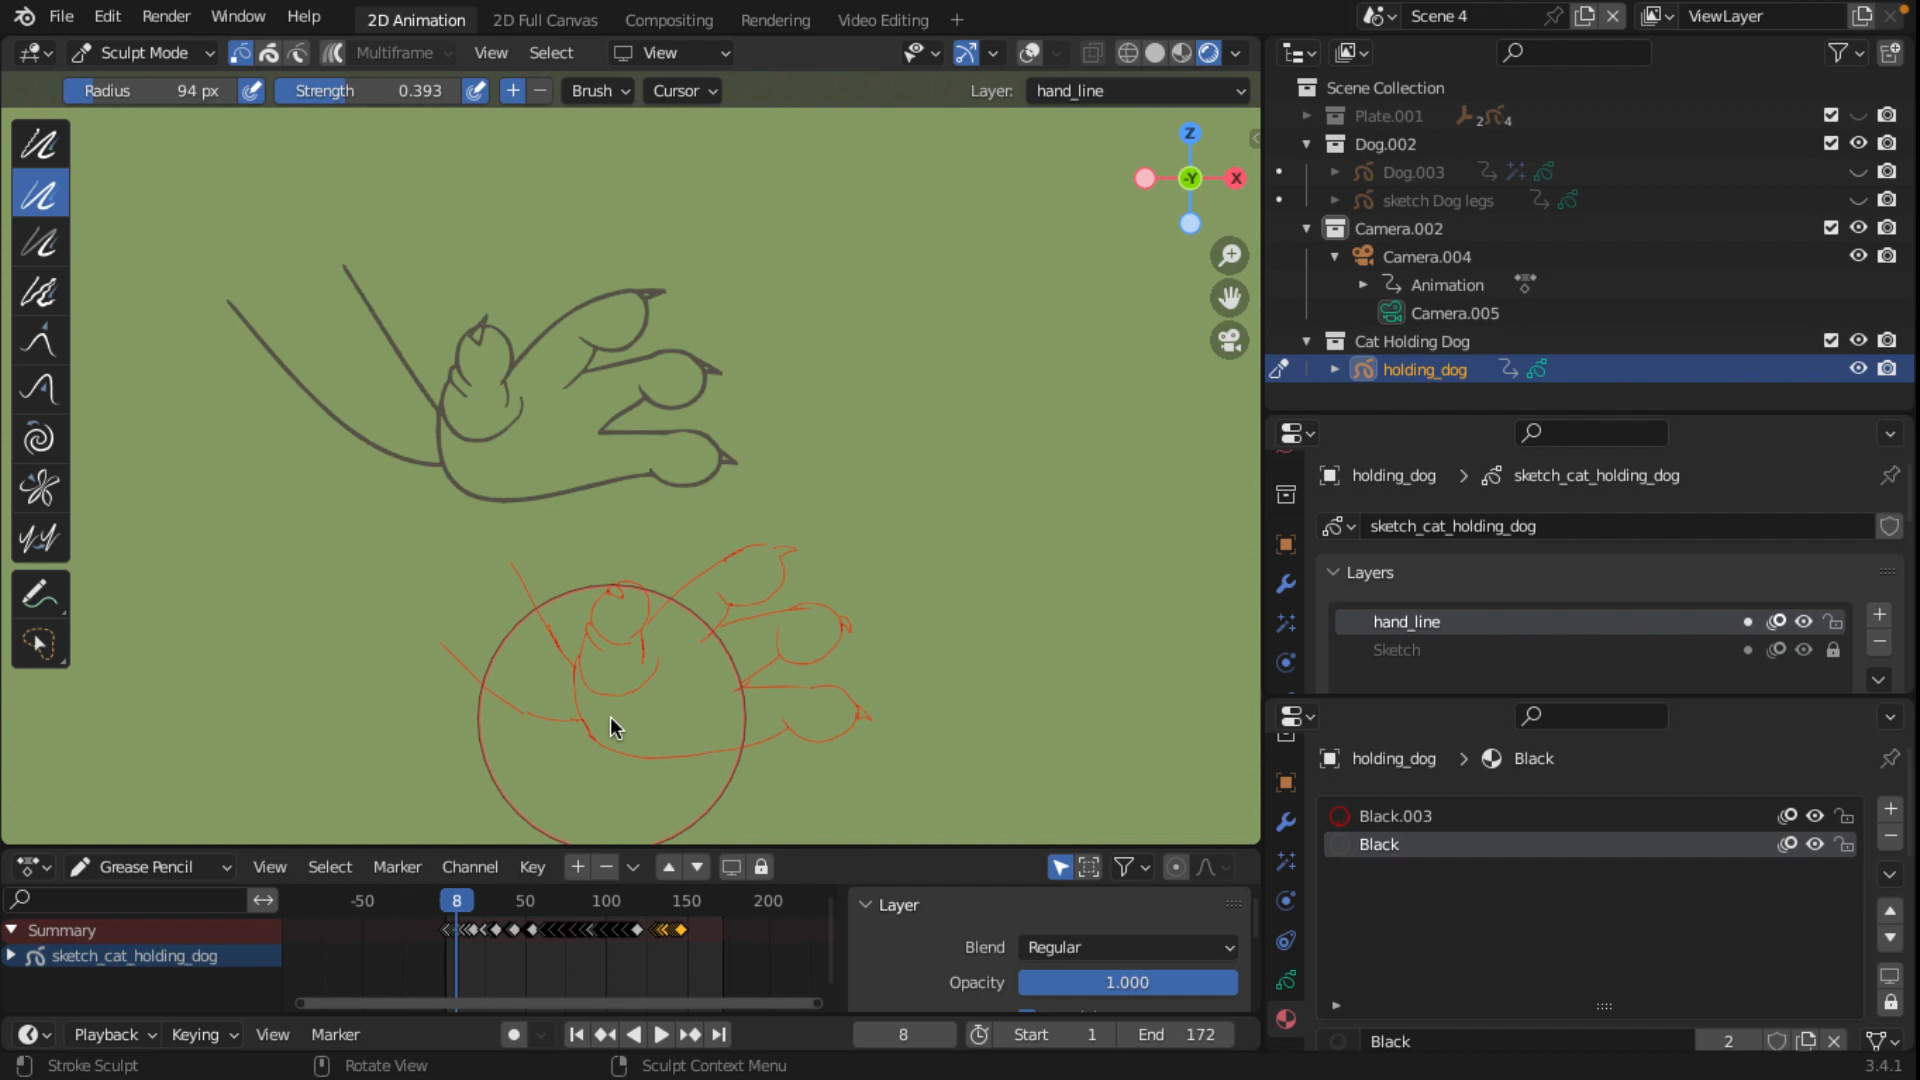 File Edit Render Window Help 2D Animation 2D Full Canvas Compositing Rendering Video Editing + Scene 4 ViewLayer
Sculpt Mode Multiframe View Select View
Radius 94 px Strength 0.393 + − Brush Cursor Layer: hand_line
Z
-Y X
Scene Collection
Plate.001 2 4
Dog.002
Dog.003
sketch Dog legs
Camera.002
Camera.004
Animation
Camera.005
Cat Holding Dog
holding_dog
holding_dog > sketch_cat_holding_dog
sketch_cat_holding_dog
Layers
hand_line
Sketch
holding_dog > Black
Black.003
Black
Black 2
Grease Pencil View Select Marker Channel Key
-50 8 50 100 150 200
Summary
sketch_cat_holding_dog
Layer
Blend Regular
Opacity 1.000
Playback Keying View Marker 8 Start 1 End 172
Stroke Sculpt Rotate View Sculpt Context Menu 3.4.1